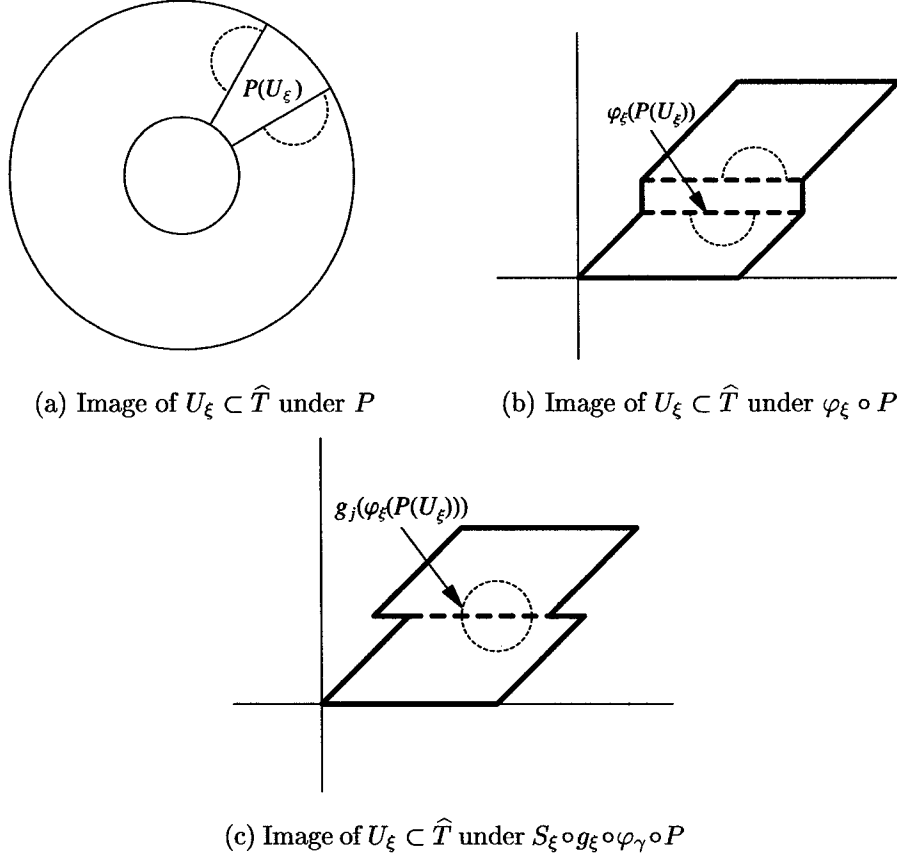 P(U_ξ)
φ_ξ(P(U_ξ))
(a) Image of U_ξ ⊂ T̂ under P
(b) Image of U_ξ ⊂ T̂ under φ_ξ ∘ P
g_j(φ_ξ(P(U_ξ)))
(c) Image of U_ξ ⊂ T̂ under S_ξ∘g_ξ∘φ_γ∘P